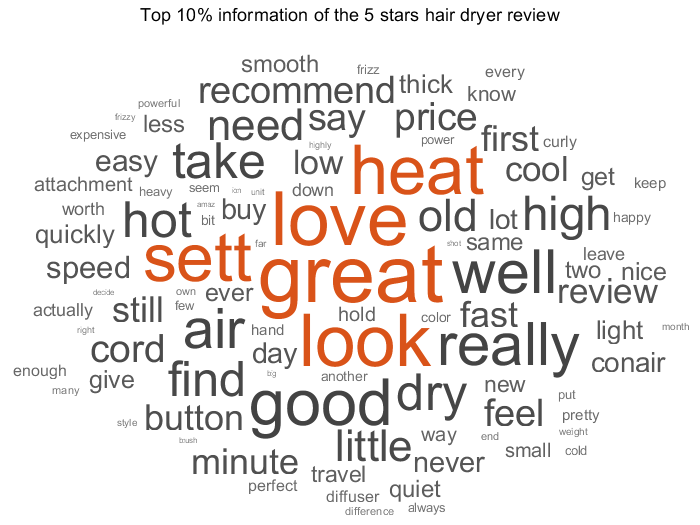 Top 10% information of the 5 stars hair dryer review
smooth frizz every
recommend thick know
powerful
frizzy less need say price
expensive highly power first curly
easy take low heat cool get
attachment heavy seem ion unit down keep
worth amaz buy love old lot high happy
hot bit
quickly far shot same leave
speed sett great well two nice
decide own ever review
actually still few
right air hand hold color fast light month
cord day look really conair
enough find big another
many give new put
style button good dry feel pretty
brush little way end weight
minute never small cold
perfect travel quiet
diffuser always
difference